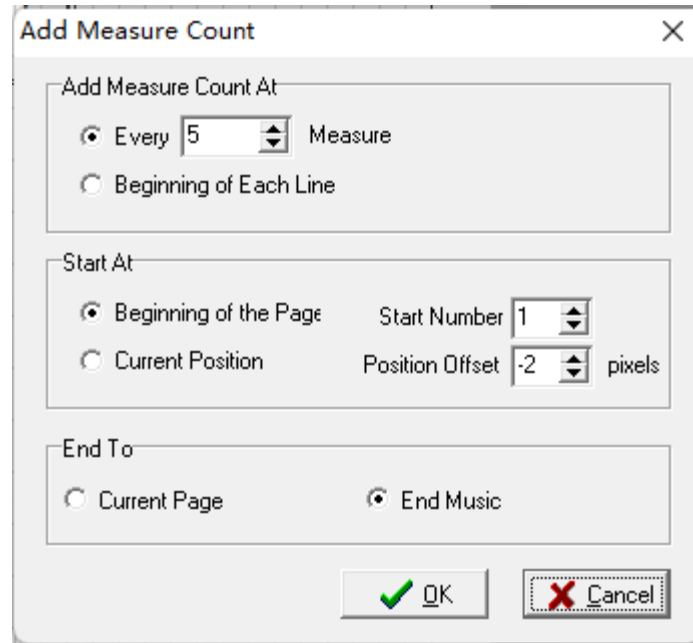 Add Measure Count
Add Measure Count At
Every 5 Measure
Beginning of Each Line
Start At
Beginning of the Page Start Number 1
Current Position Position Offset -2 pixels
End To
Current Page End Music
OK Cancel